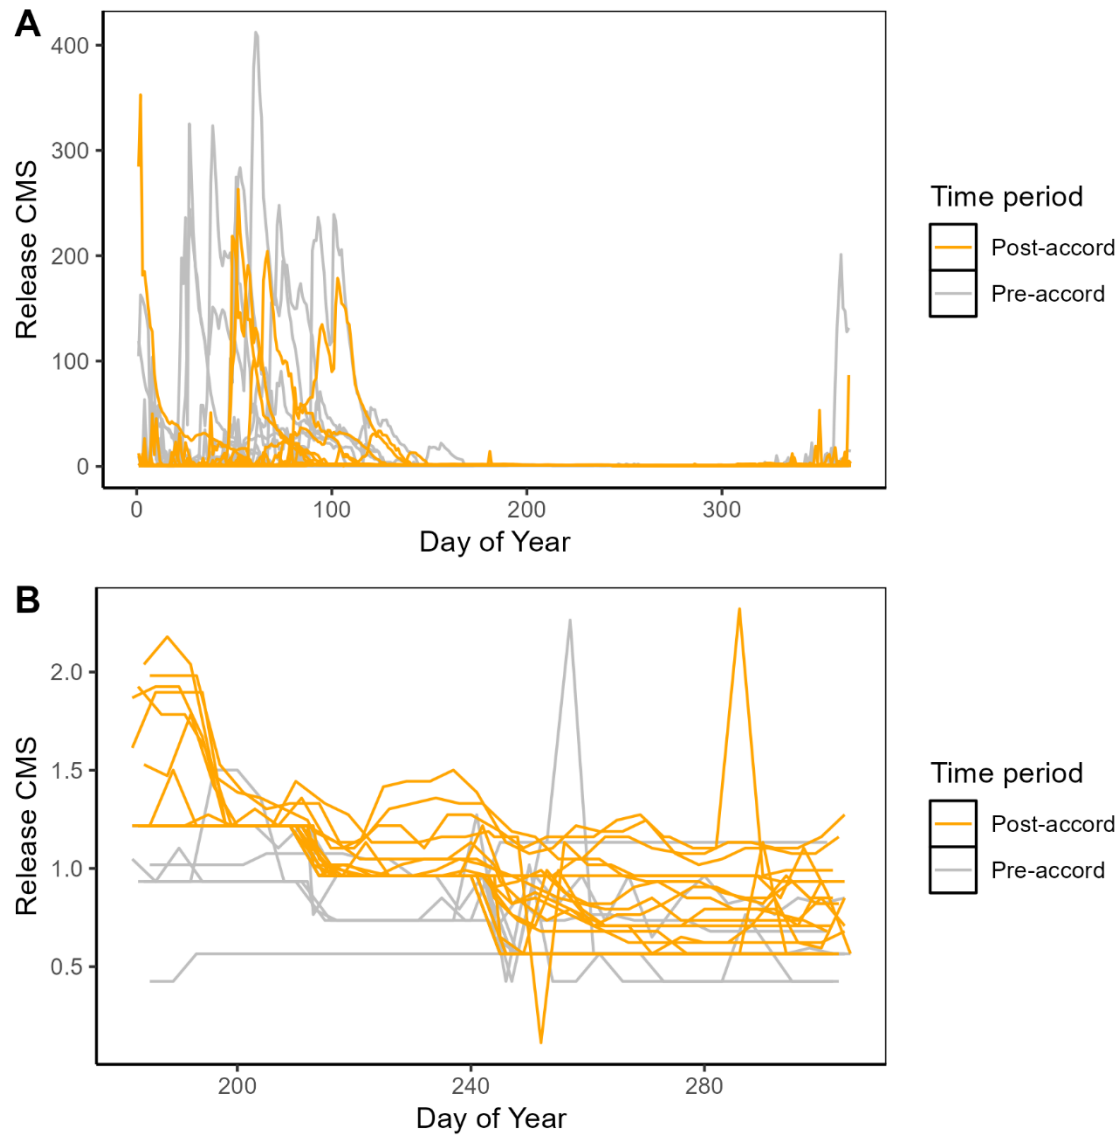 A
400
300
200
100
0
Release CMS
0
100
200
300
Day of Year
Time period
Post-accord
Pre-accord
B
2.0
1.5
1.0
0.5
Release CMS
200
240
280
Day of Year
Time period
Post-accord
Pre-accord